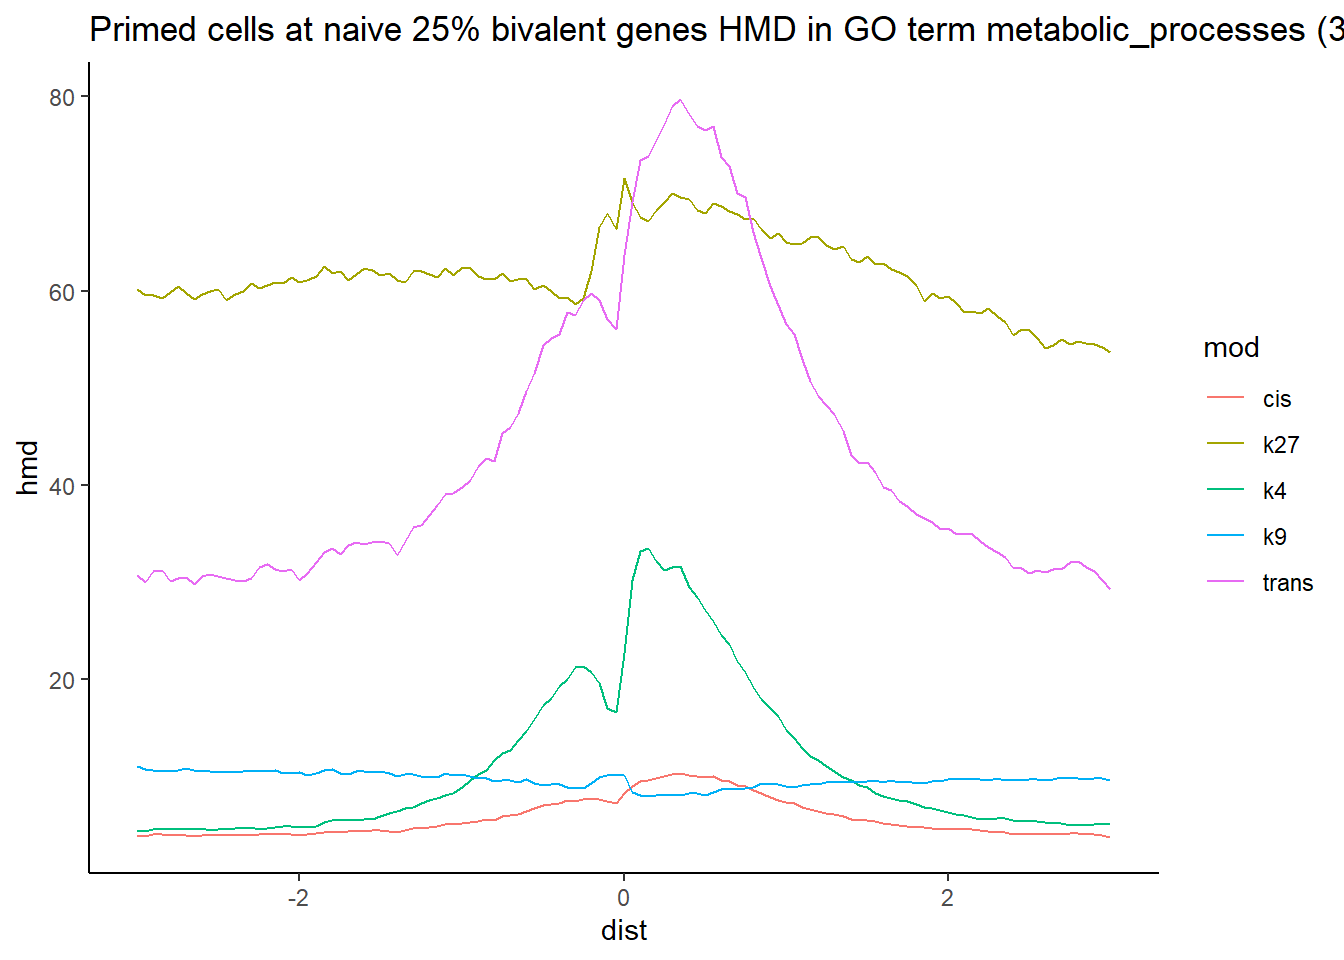 Primed cells at naive 25% bivalent genes HMD in GO term metabolic_processes (3
80
60
40
20
hmd
-2
0
2
dist
mod
cis
k27
k4
k9
trans